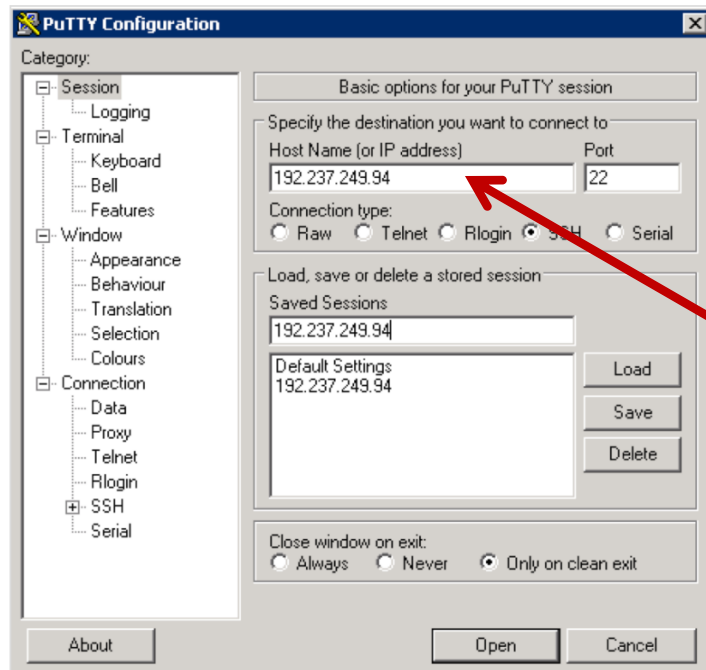 PuTTY Configuration
Category:
Session
Logging
Terminal
Keyboard
Bell
Features
Window
Appearance
Behaviour
Translation
Selection
Colours
Connection
Data
Proxy
Telnet
Rlogin
SSH
Serial
Basic options for your PuTTY session
Specify the destination you want to connect to
Host Name (or IP address) Port
192.237.249.94 22
Connection type:
Raw Telnet Rlogin SSH Serial
Load, save or delete a stored session
Saved Sessions
192.237.249.94
Default Settings
192.237.249.94
Load
Save
Delete
Close window on exit:
Always Never Only on clean exit
About Open Cancel